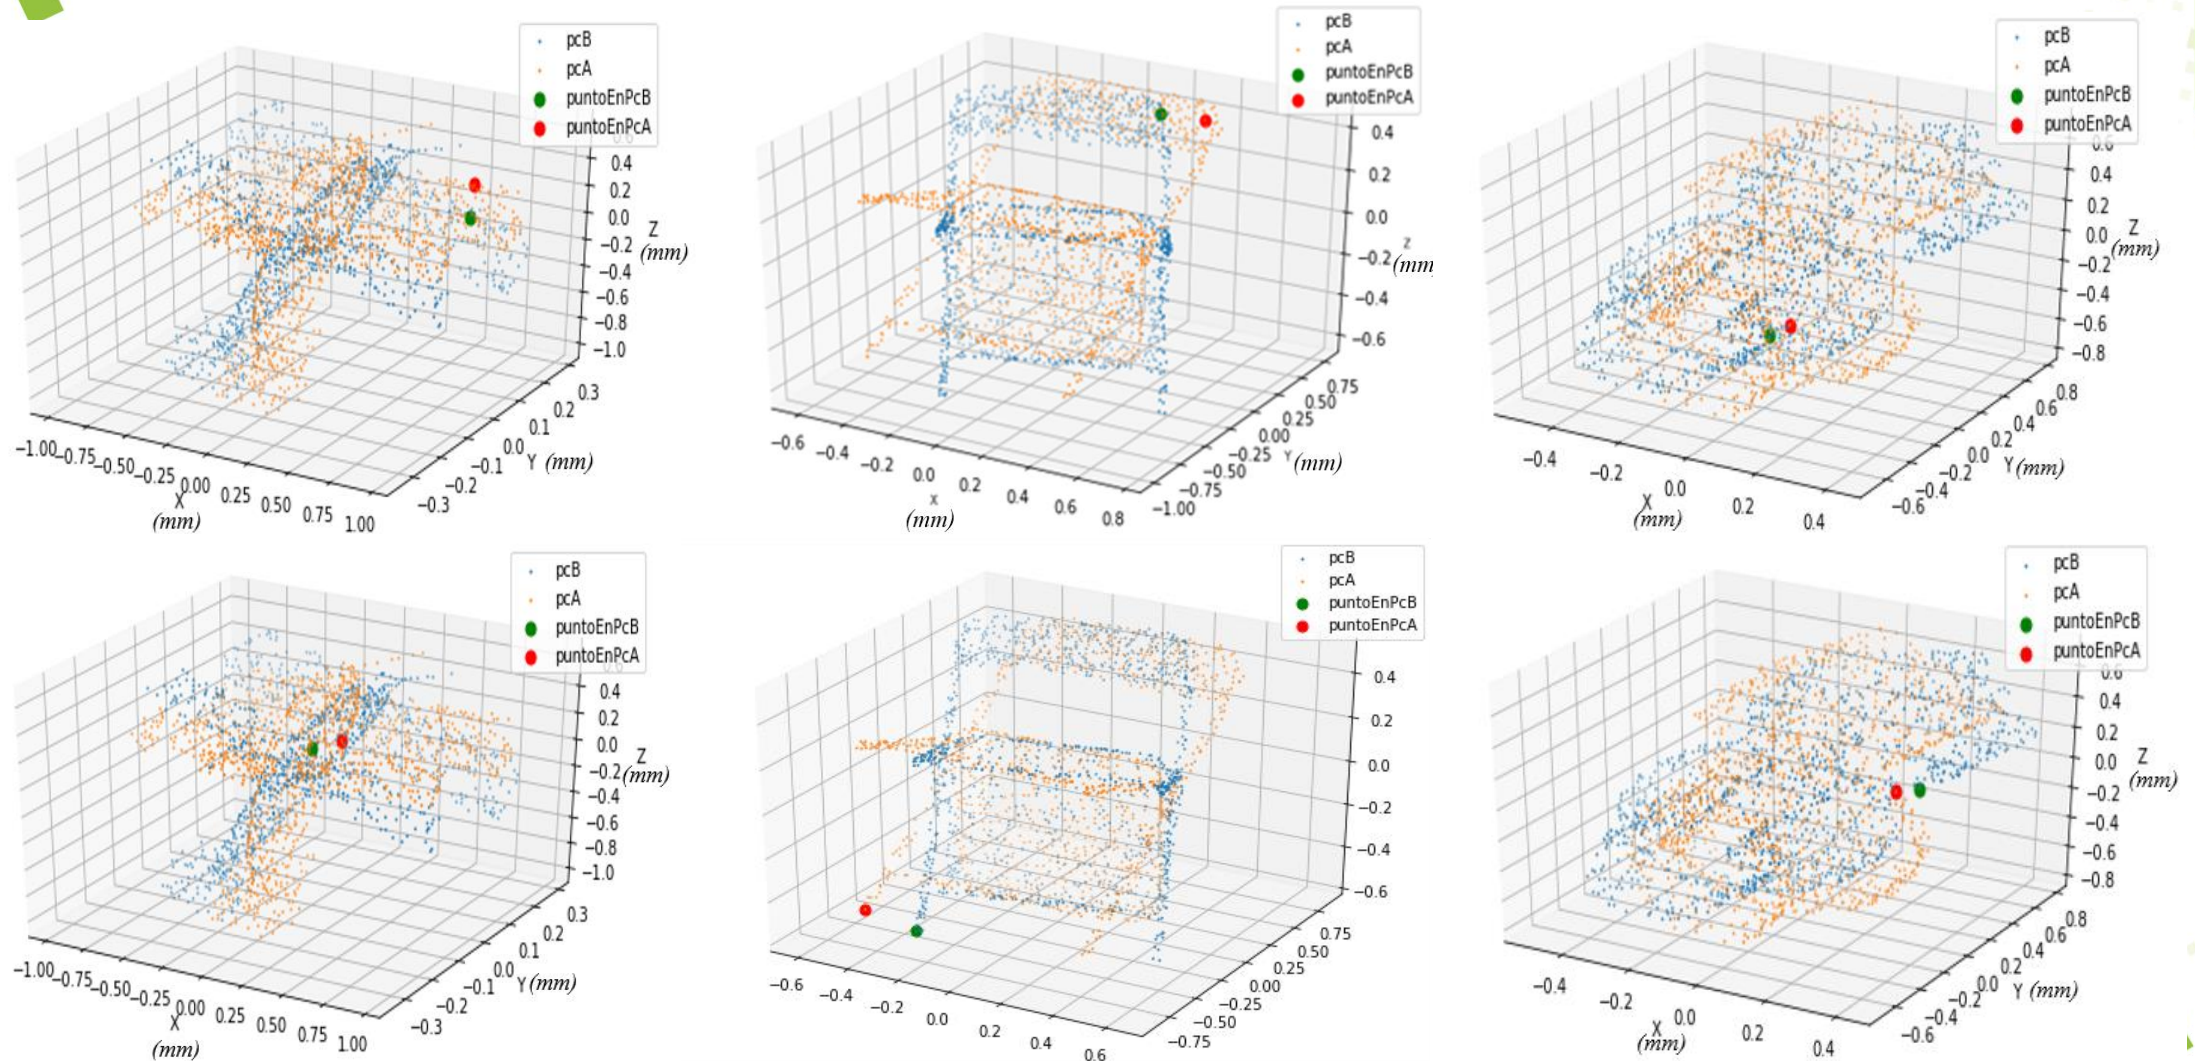 pcB
pcA
puntoEnPcB
puntoEnPcA
0.4
0.2
0.0
−0.2
−0.4
−0.6
−0.8
−1.0
Z
(mm)
0.3
0.2
0.1
0.0
−0.1
−0.2
−0.3
Y (mm)
−1.00
−0.75
−0.50
−0.25
0.00
0.25
0.50
0.75
1.00
X
(mm)
pcB
pcA
puntoEnPcB
puntoEnPcA
0.4
0.2
0.0
−0.2
−0.4
−0.6
Z
(mm
0.75
0.50
0.25
0.00
−0.25
−0.50
−0.75
−1.00
Y (mm)
−0.6
−0.4
−0.2
0.0
0.2
0.4
0.6
0.8
X
(mm)
pcB
pcA
puntoEnPcB
puntoEnPcA
0.6
0.4
0.2
0.0
−0.2
−0.4
−0.6
−0.8
Z
(mm)
0.8
0.6
0.4
0.2
0.0
−0.2
−0.4
−0.6
Y (mm)
−0.4
−0.2
0.0
0.2
0.4
X
(mm)
pcB
pcA
puntoEnPcB
puntoEnPcA
0.4
0.2
0.0
−0.2
−0.4
−0.6
−0.8
−1.0
Z
(mm)
0.3
0.2
0.1
0.0
−0.1
−0.2
−0.3
Y (mm)
−1.00
−0.75
−0.50
−0.25
0.00
0.25
0.50
0.75
1.00
X
(mm)
pcB
pcA
puntoEnPcB
puntoEnPcA
0.4
0.2
0.0
−0.2
−0.4
−0.6
0.75
0.50
0.25
0.00
−0.25
−0.50
−0.75
−0.6
−0.4
−0.2
0.0
0.2
0.4
0.6
pcB
pcA
puntoEnPcB
puntoEnPcA
0.6
0.4
0.2
0.0
−0.2
−0.4
−0.6
−0.8
Z
(mm)
0.8
0.6
0.4
0.2
0.0
−0.2
−0.4
−0.6
Y (mm)
−0.4
−0.2
0.0
0.2
0.4
X
(mm)